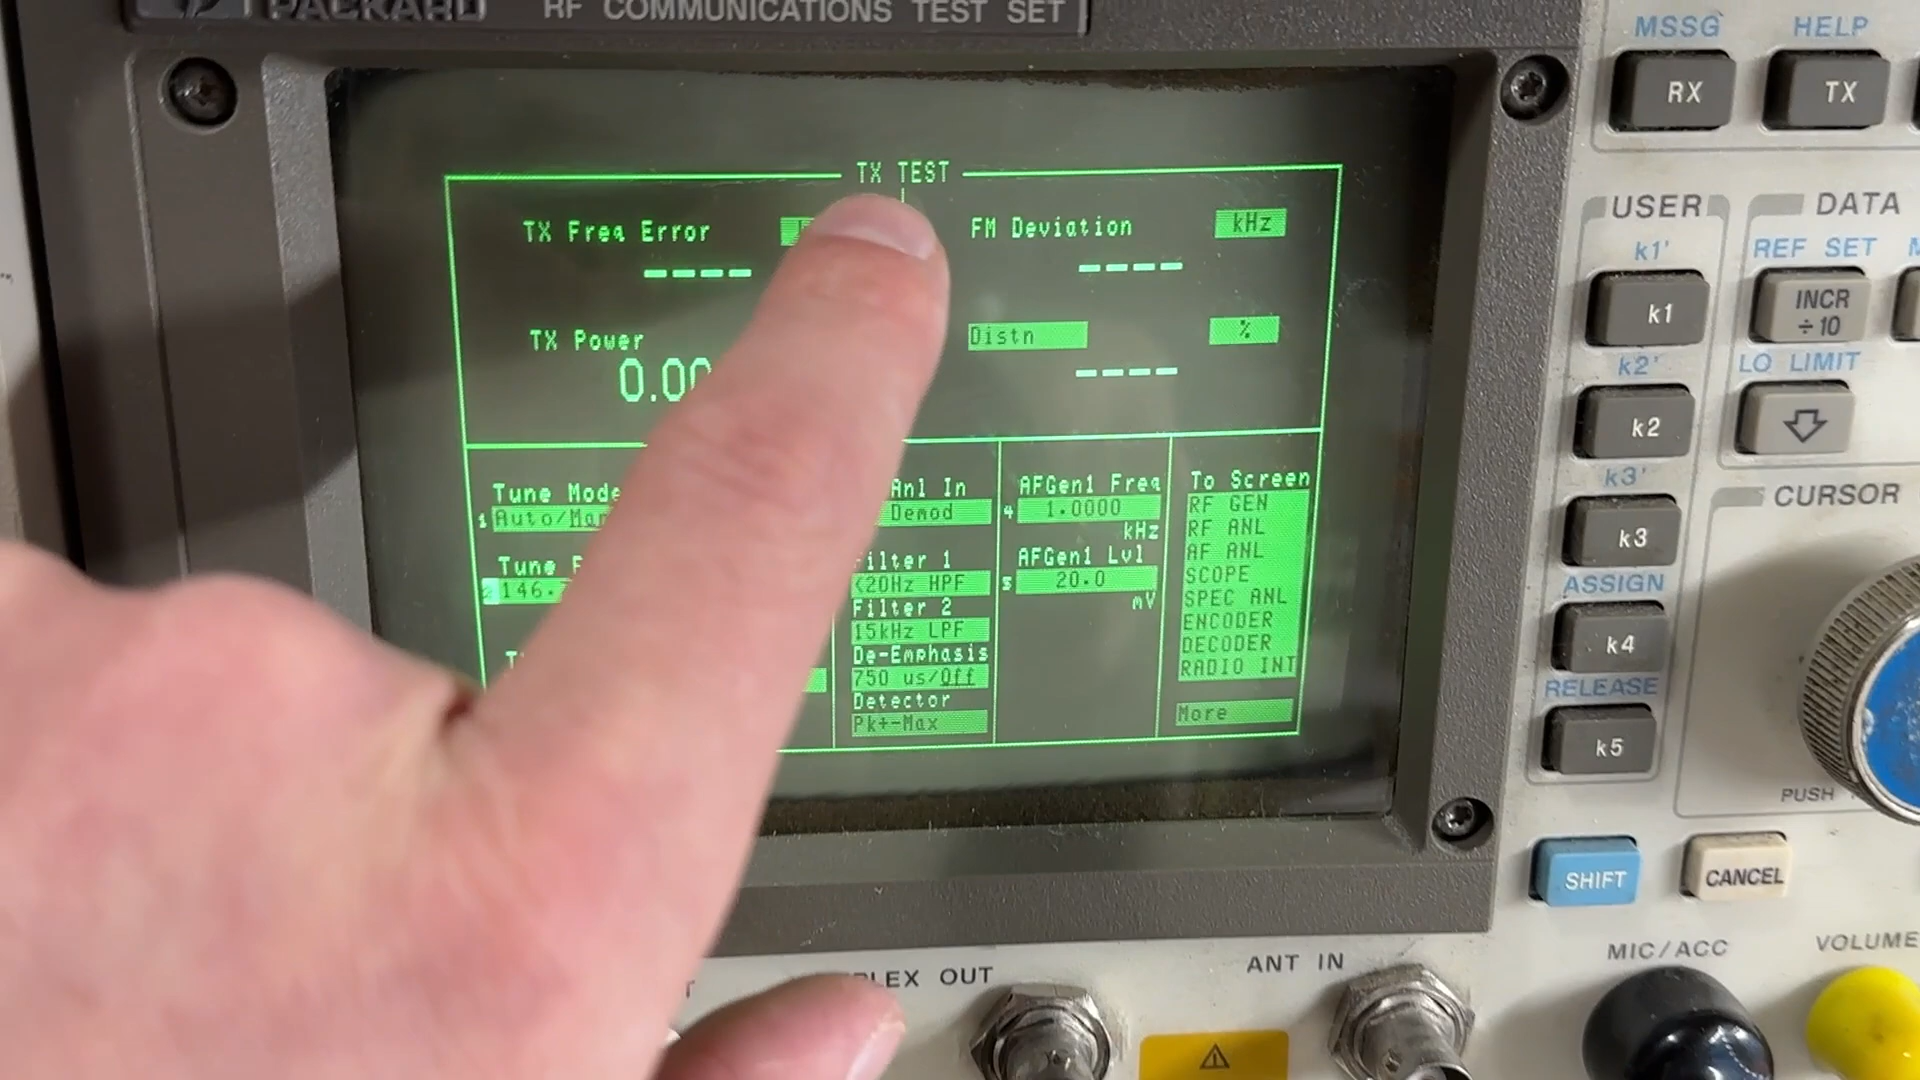 PACKARD
RF COMMUNICATIONS TEST SET
MSSG HELP
RX TX
TX TEST
TX Freq Error
FM Deviation kHz
TX Power
0.00
Distn %
Tune Mode
1 Auto/Man
Tune
146.
Anl In
Demod
Filter 1
<20Hz HPF
Filter 2
15kHz LPF
De-Emphasis
750 us/Off
Detector
Pk+-Max
AFGen1 Freq
4 1.0000
kHz
AFGen1 Lvl
5 20.0
mV
To Screen
RF GEN
RF ANL
AF ANL
SCOPE
SPEC ANL
ENCODER
DECODER
RADIO INT
More
USER
k1'
k1
k2'
k2
k3'
k3
ASSIGN
k4
RELEASE
k5
DATA
REF SET
INCR
÷10
LO LIMIT
CURSOR
PUSH
SHIFT CANCEL
OUT
ANT IN
MIC/ACC
VOLUME